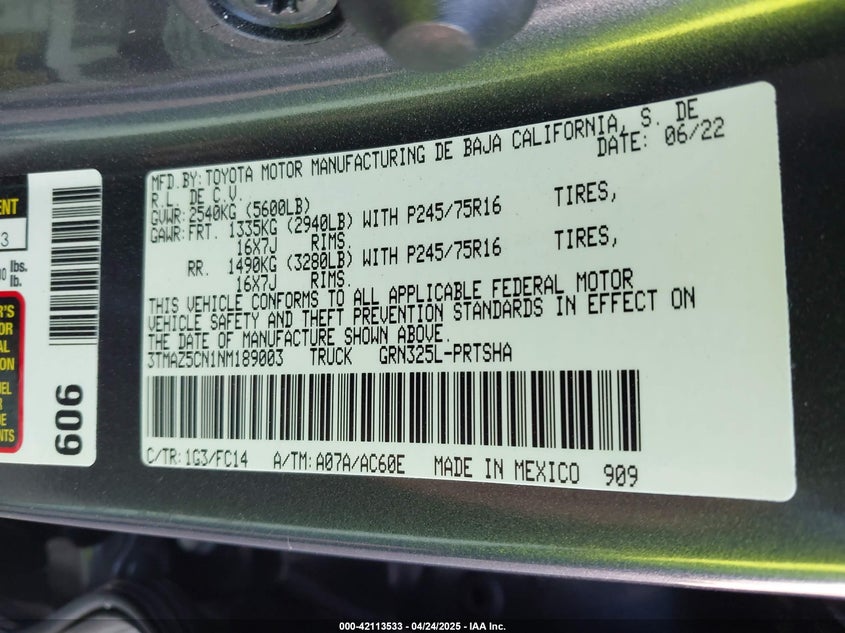 MFD.BY: TOYOTA MOTOR MANUFACTURING DE BAJA CALIFORNIA, S. DE
R.L. DE C.V.
DATE: 06/22
GVWR: 2540KG (5600LB)
GAWR: FRT. 1335KG (2940LB) WITH P245/75R16 TIRES,
16X7J RIMS.
RR. 1490KG (3280LB) WITH P245/75R16 TIRES,
16X7J RIMS.
THIS VEHICLE CONFORMS TO ALL APPLICABLE FEDERAL MOTOR
VEHICLE SAFETY AND THEFT PREVENTION STANDARDS IN EFFECT ON
THE DATE OF MANUFACTURE SHOWN ABOVE.
3TMAZ5CN1NM189003 TRUCK GRN325L-PRTSHA
C/TR: 1G3/FC14 A/TM: A07A/AC60E MADE IN MEXICO 909
lbs.
lb.
909
000-42113533 - 04/24/2025 - IAA Inc.